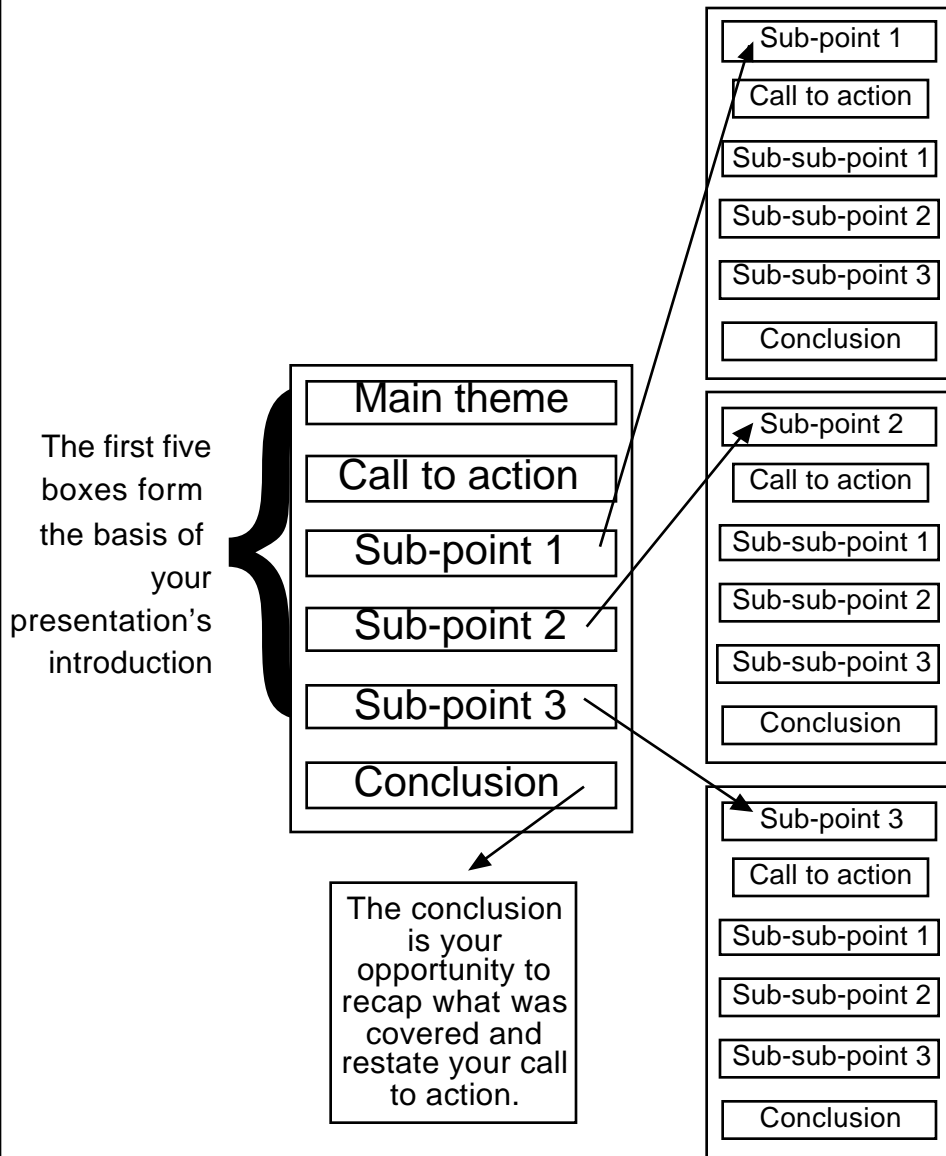 The first five
boxes form
the basis of
your
presentation’s
introduction
Main theme
Call to action
Sub-point 1
Sub-point 2
Sub-point 3
Conclusion
The conclusion
is your
opportunity to
recap what was
covered and
restate your call
to action.
Sub-point 1
Call to action
Sub-sub-point 1
Sub-sub-point 2
Sub-sub-point 3
Conclusion
Sub-point 2
Call to action
Sub-sub-point 1
Sub-sub-point 2
Sub-sub-point 3
Conclusion
Sub-point 3
Call to action
Sub-sub-point 1
Sub-sub-point 2
Sub-sub-point 3
Conclusion